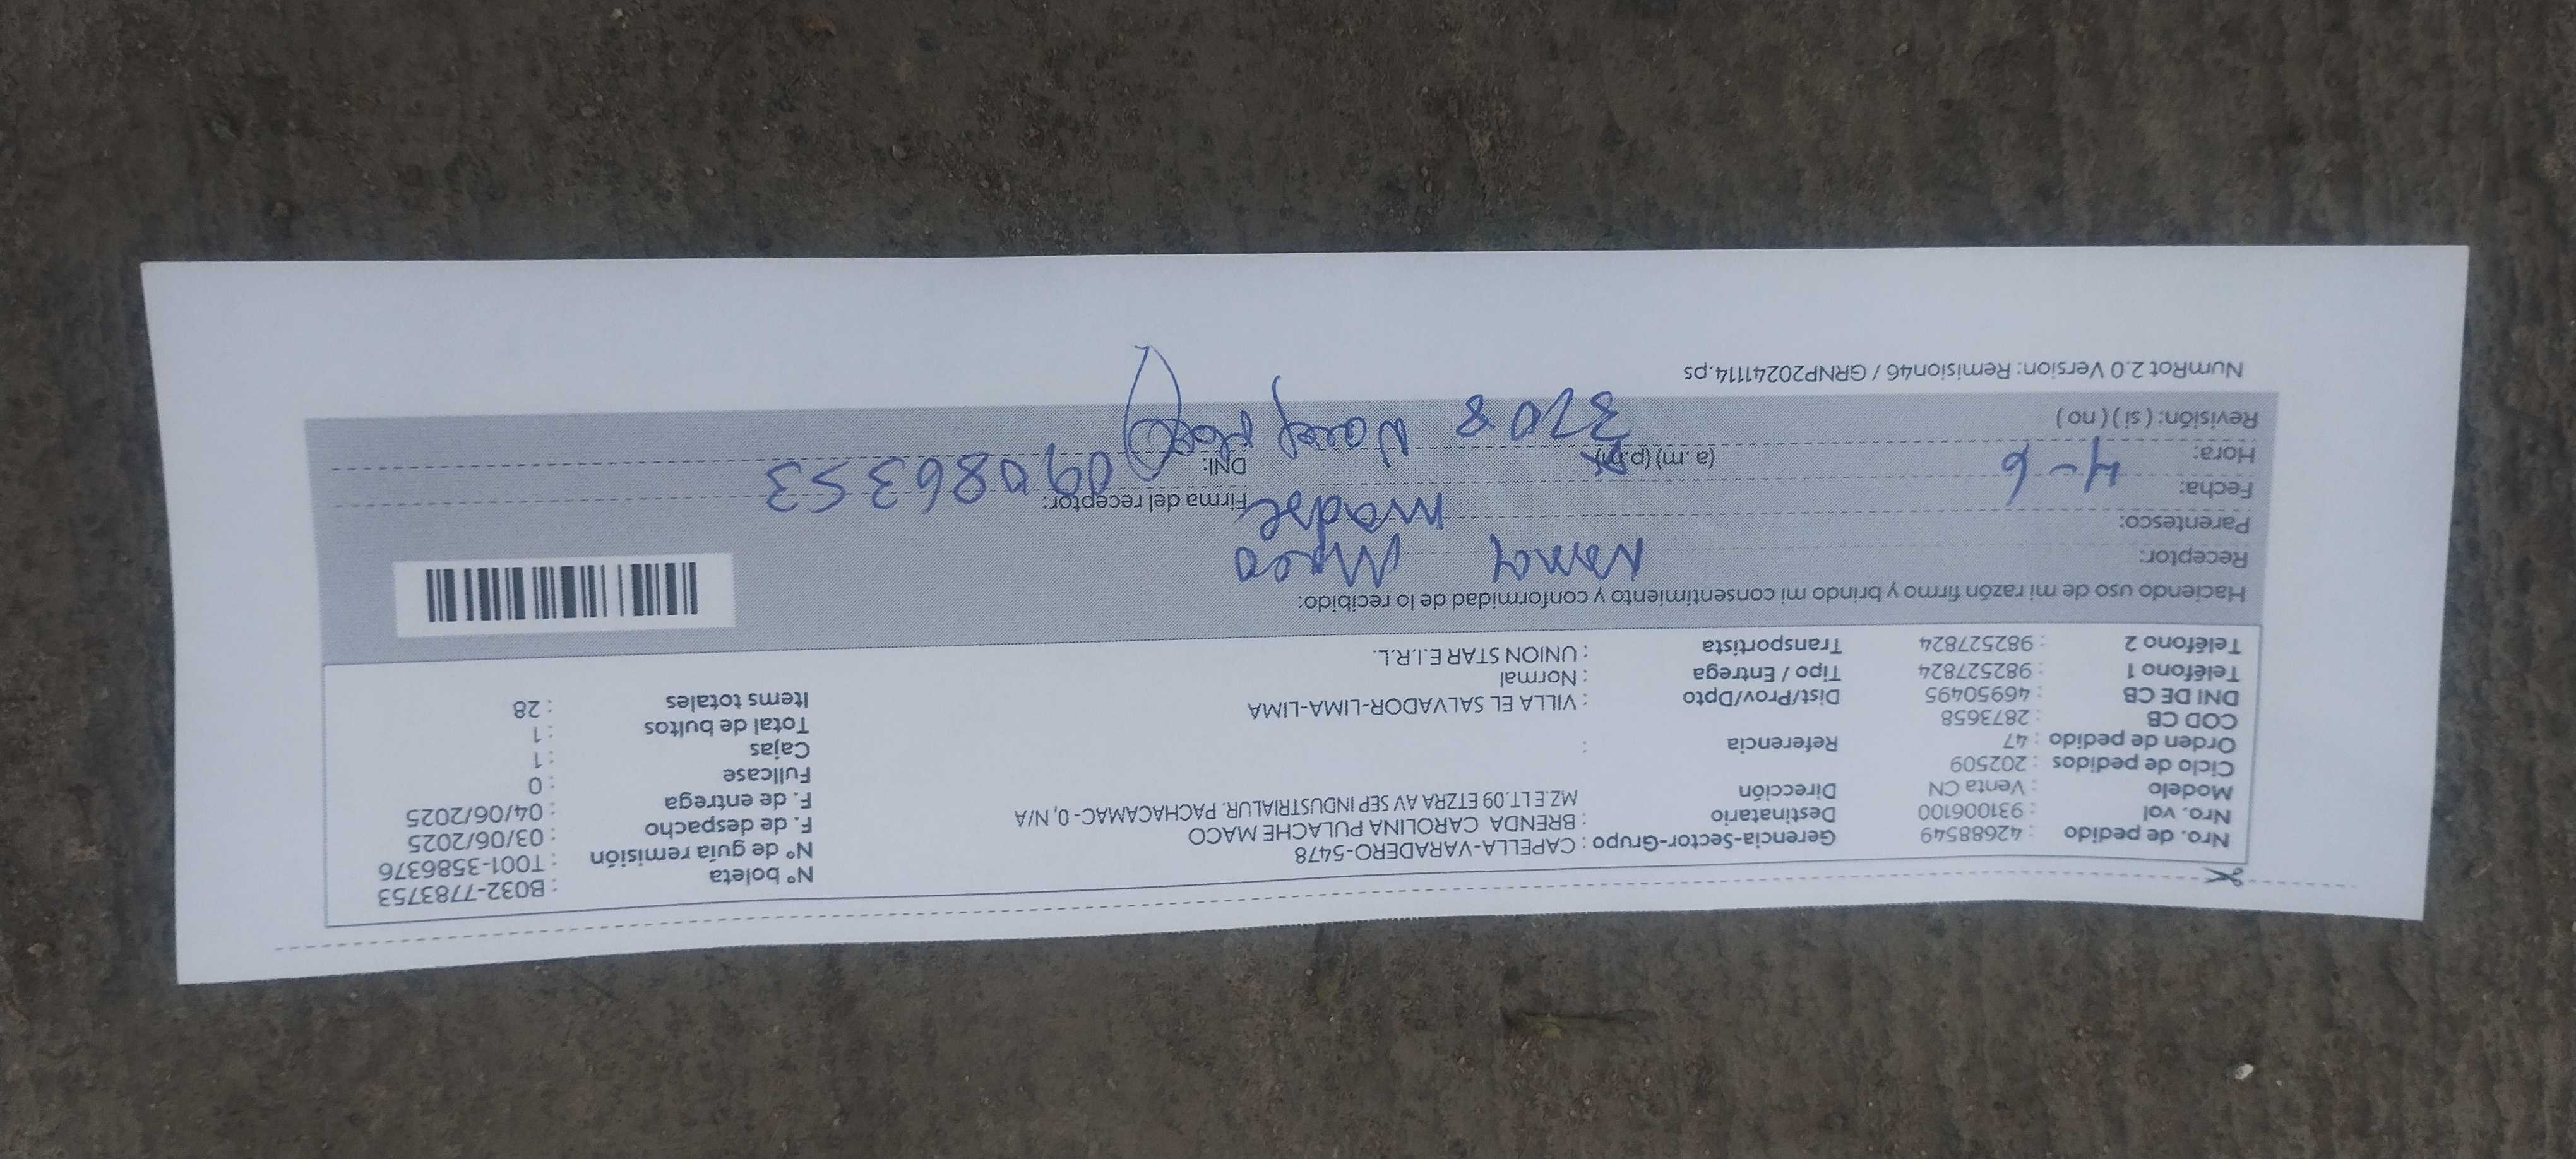 Nro. de pedido : 42688549 Gerencia-Sector-Grupo : CAPELLA-VARADERO-5478 N° boleta : B032-7783753
Nro. vol : 931006100 Destinatario : BRENDA CAROLINA PULACHE MACO N° de guía remisión : T001-3586376
Modelo : Venta CN Dirección MZ.E LT.09 ETZRA AV SEP INDUSTRIALUR. PACHACAMAC- 0, N/A F. de despacho : 03/06/2025
Ciclo de pedidos : 202509 F. de entrega : 04/06/2025
Orden de pedido : 47 Referencia : Fullcase : 0
COD CB : 2873658 Cajas : 1
DNI DE CB : 46950495 Dist/Prov/Dpto : VILLA EL SALVADOR-LIMA-LIMA Total de bultos : 1
Teléfono 1 : 982527824 Tipo / Entrega : Normal Items totales : 28
Teléfono 2 : 982527824 Transportista : UNION STAR E.I.R.L.
Haciendo uso de mi razón firmo y brindo mi consentimiento y conformidad de lo recibido:
Receptor: Nancy Maco
Parentesco: madre
Fecha: 4-6 Firma del receptor:
Hora: (a.m) (p.m) DNI: 09086353
Revisión: ( si ) ( no ) 3708
NumRot 2.0 Version: Remision46 / GRNP20241114.ps